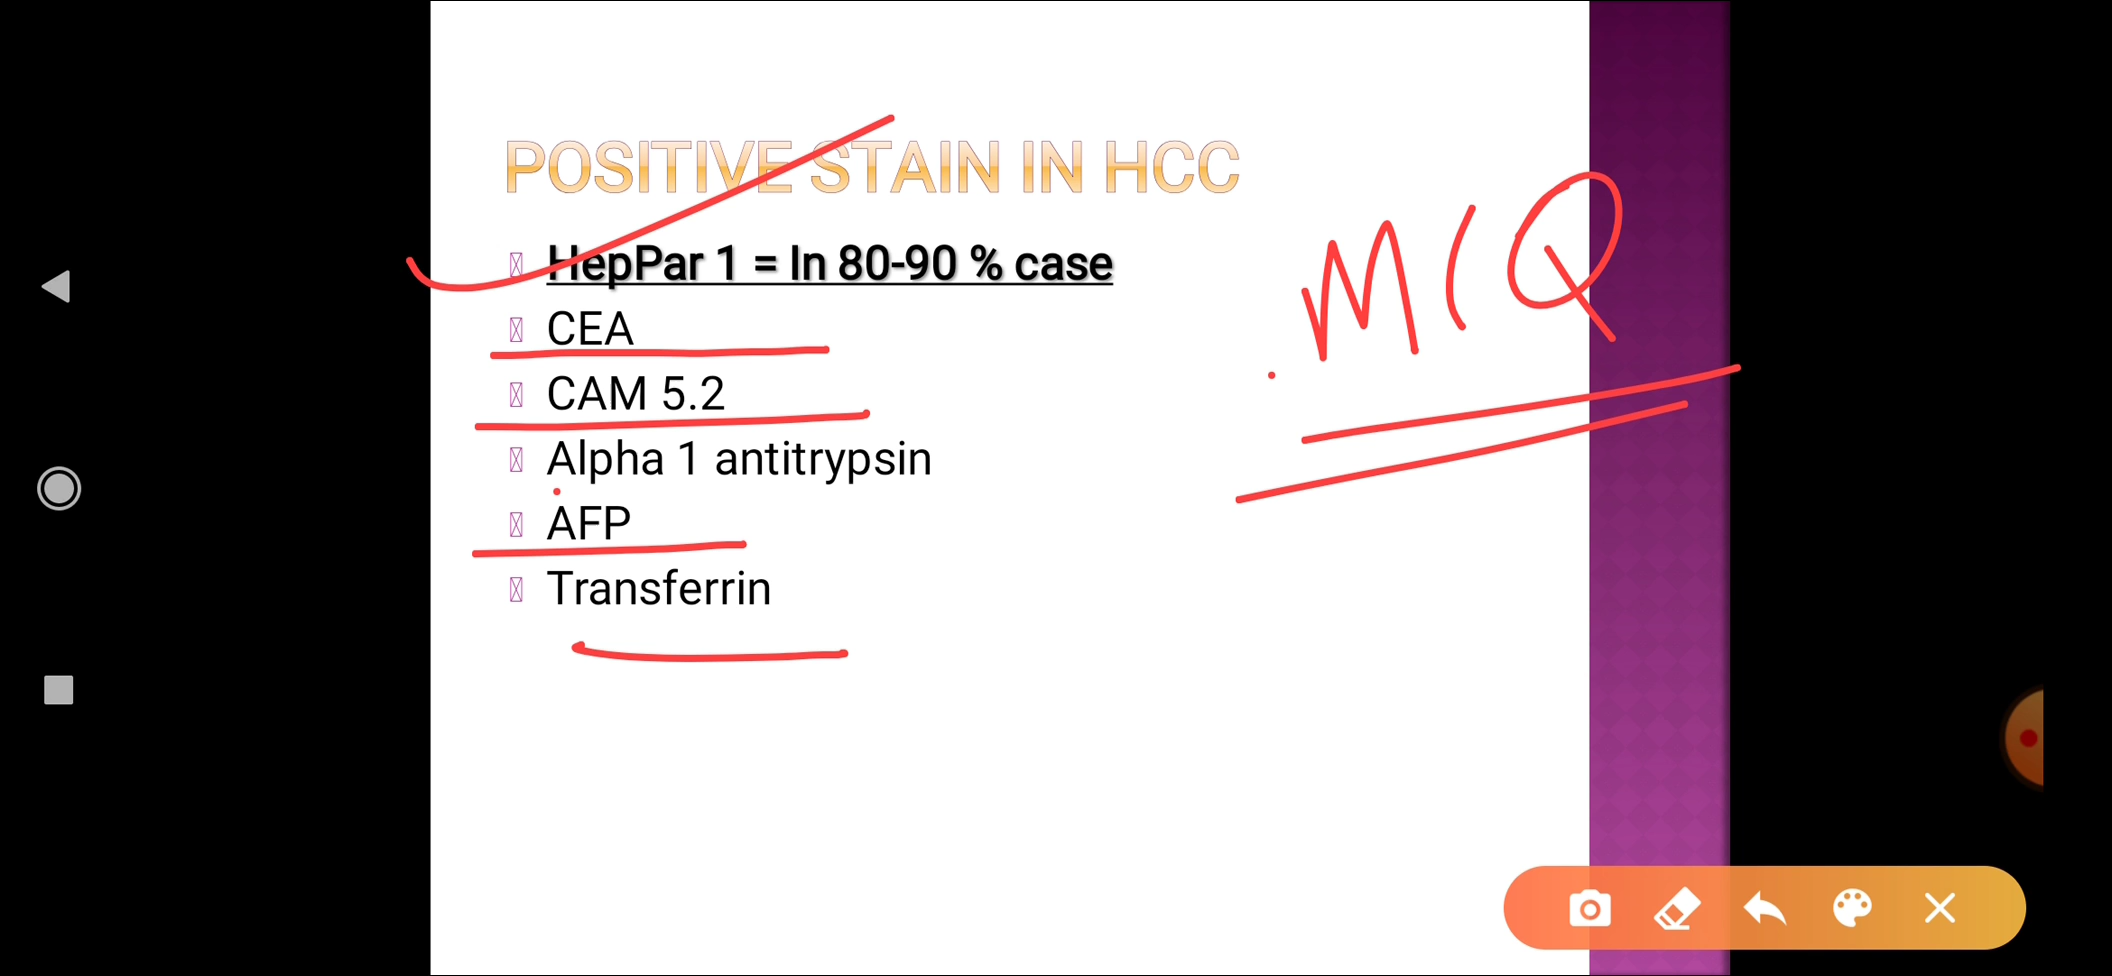 POSITIVE STAIN IN HCC
HepPar 1 = In 80-90 % case
CEA
CAM 5.2
Alpha 1 antitrypsin
AFP
Transferrin
MCQ